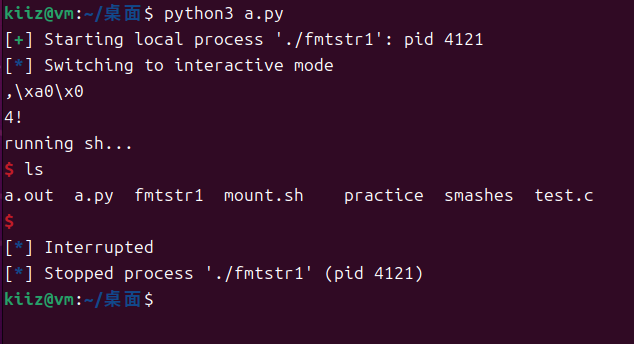 kiiz@vm:~/桌面$ python3 a.py
[+] Starting local process './fmtstr1': pid 4121
[*] Switching to interactive mode
,\xa0\x0
4!
running sh...
$ ls
a.out  a.py  fmtstr1  mount.sh    practice  smashes  test.c
$
[*] Interrupted
[*] Stopped process './fmtstr1' (pid 4121)
kiiz@vm:~/桌面$